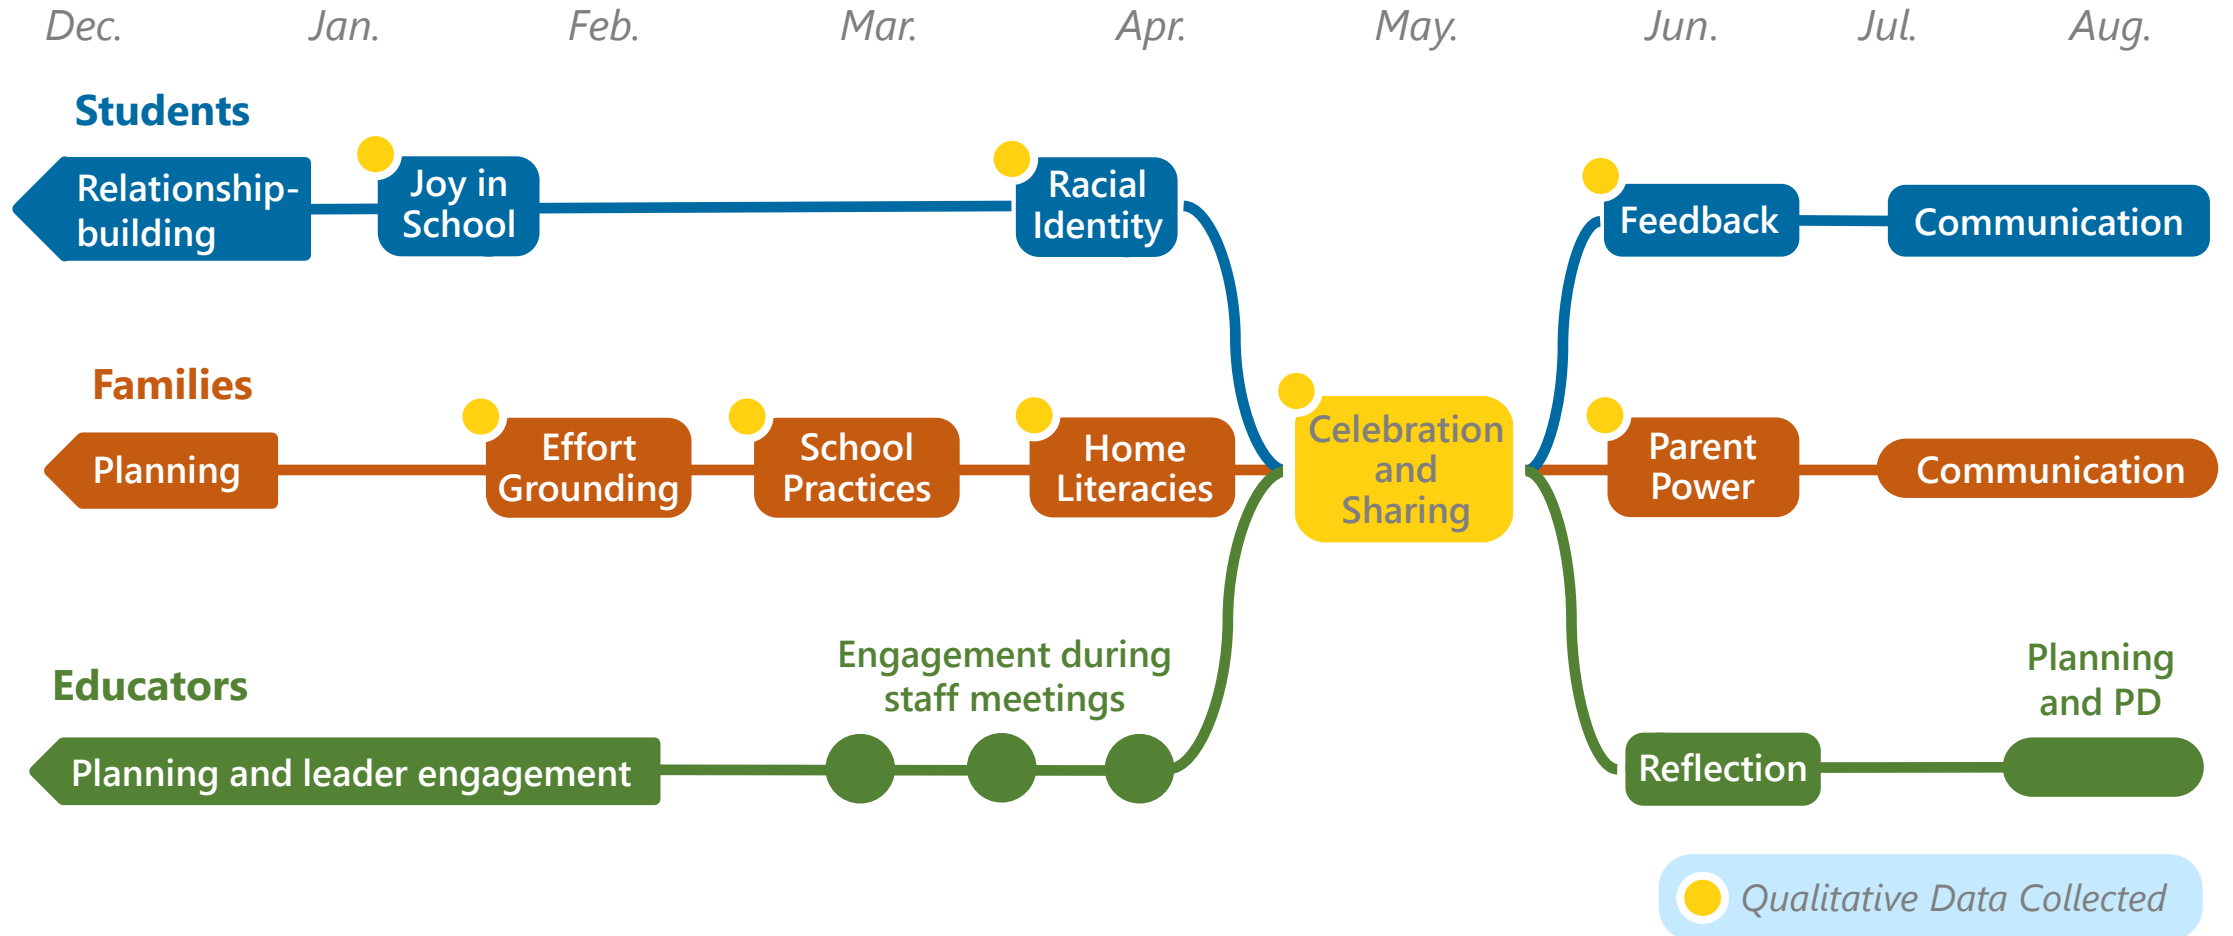 Dec. Jan. Feb. Mar. Apr. May. Jun. Jul. Aug.
Students
Relationship-
building
Joy in
School
Racial
Identity
Feedback
Communication
Families
Planning
Effort
Grounding
School
Practices
Home
Literacies
Celebration
and
Sharing
Parent
Power
Communication
Educators
Planning and leader engagement
Engagement during
staff meetings
Reflection
Planning
and PD
Qualitative Data Collected